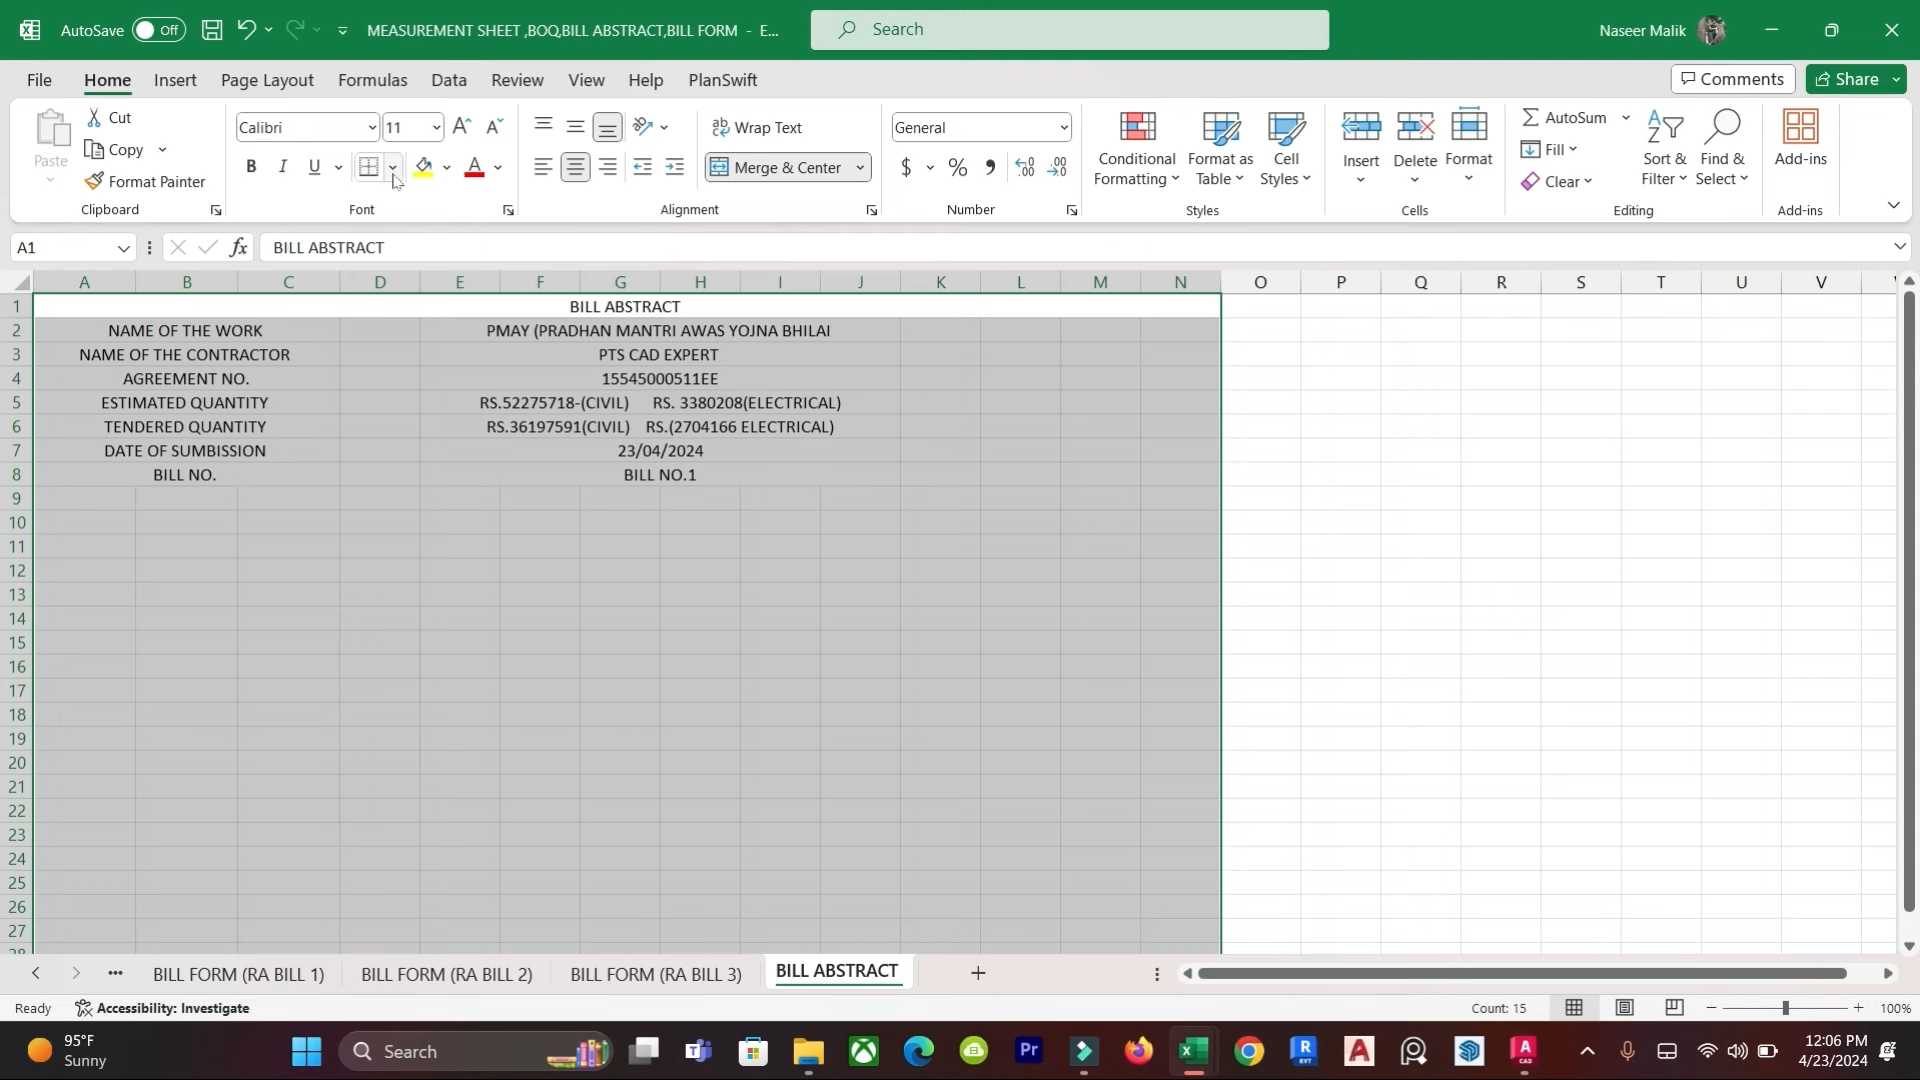 AutoSave Off MEASUREMENT SHEET ,BOQ,BILL ABSTRACT,BILL FORM - E... Search Naseer Malik
File Home Insert Page Layout Formulas Data Review View Help PlanSwift Comments Share
Paste
Cut
Copy
Format Painter
Clipboard
Calibri 11
B I U
Font
Wrap Text
Merge & Center
Alignment
General
$ % ,
Number
Conditional Formatting
Format as Table
Cell Styles
Styles
Insert
Delete
Format
Cells
AutoSum
Fill
Clear
Sort & Filter
Find & Select
Editing
Add-ins
Add-ins
A1 fx BILL ABSTRACT
A B C D E F G H I J K L M N O P Q R S T U V
1 BILL ABSTRACT
2 NAME OF THE WORK PMAY (PRADHAN MANTRI AWAS YOJNA BHILAI
3 NAME OF THE CONTRACTOR PTS CAD EXPERT
4 AGREEMENT NO. 15545000511EE
5 ESTIMATED QUANTITY RS.52275718-(CIVIL) RS. 3380208(ELECTRICAL)
6 TENDERED QUANTITY RS.36197591(CIVIL) RS.(2704166 ELECTRICAL)
7 DATE OF SUMBISSION 23/04/2024
8 BILL NO. BILL NO.1
9
10
11
12
13
14
15
16
17
18
19
20
21
22
23
24
25
26
27
BILL FORM (RA BILL 1) BILL FORM (RA BILL 2) BILL FORM (RA BILL 3) BILL ABSTRACT
Ready Accessibility: Investigate Count: 15 100%
95°F
Sunny
Search
12:06 PM
4/23/2024